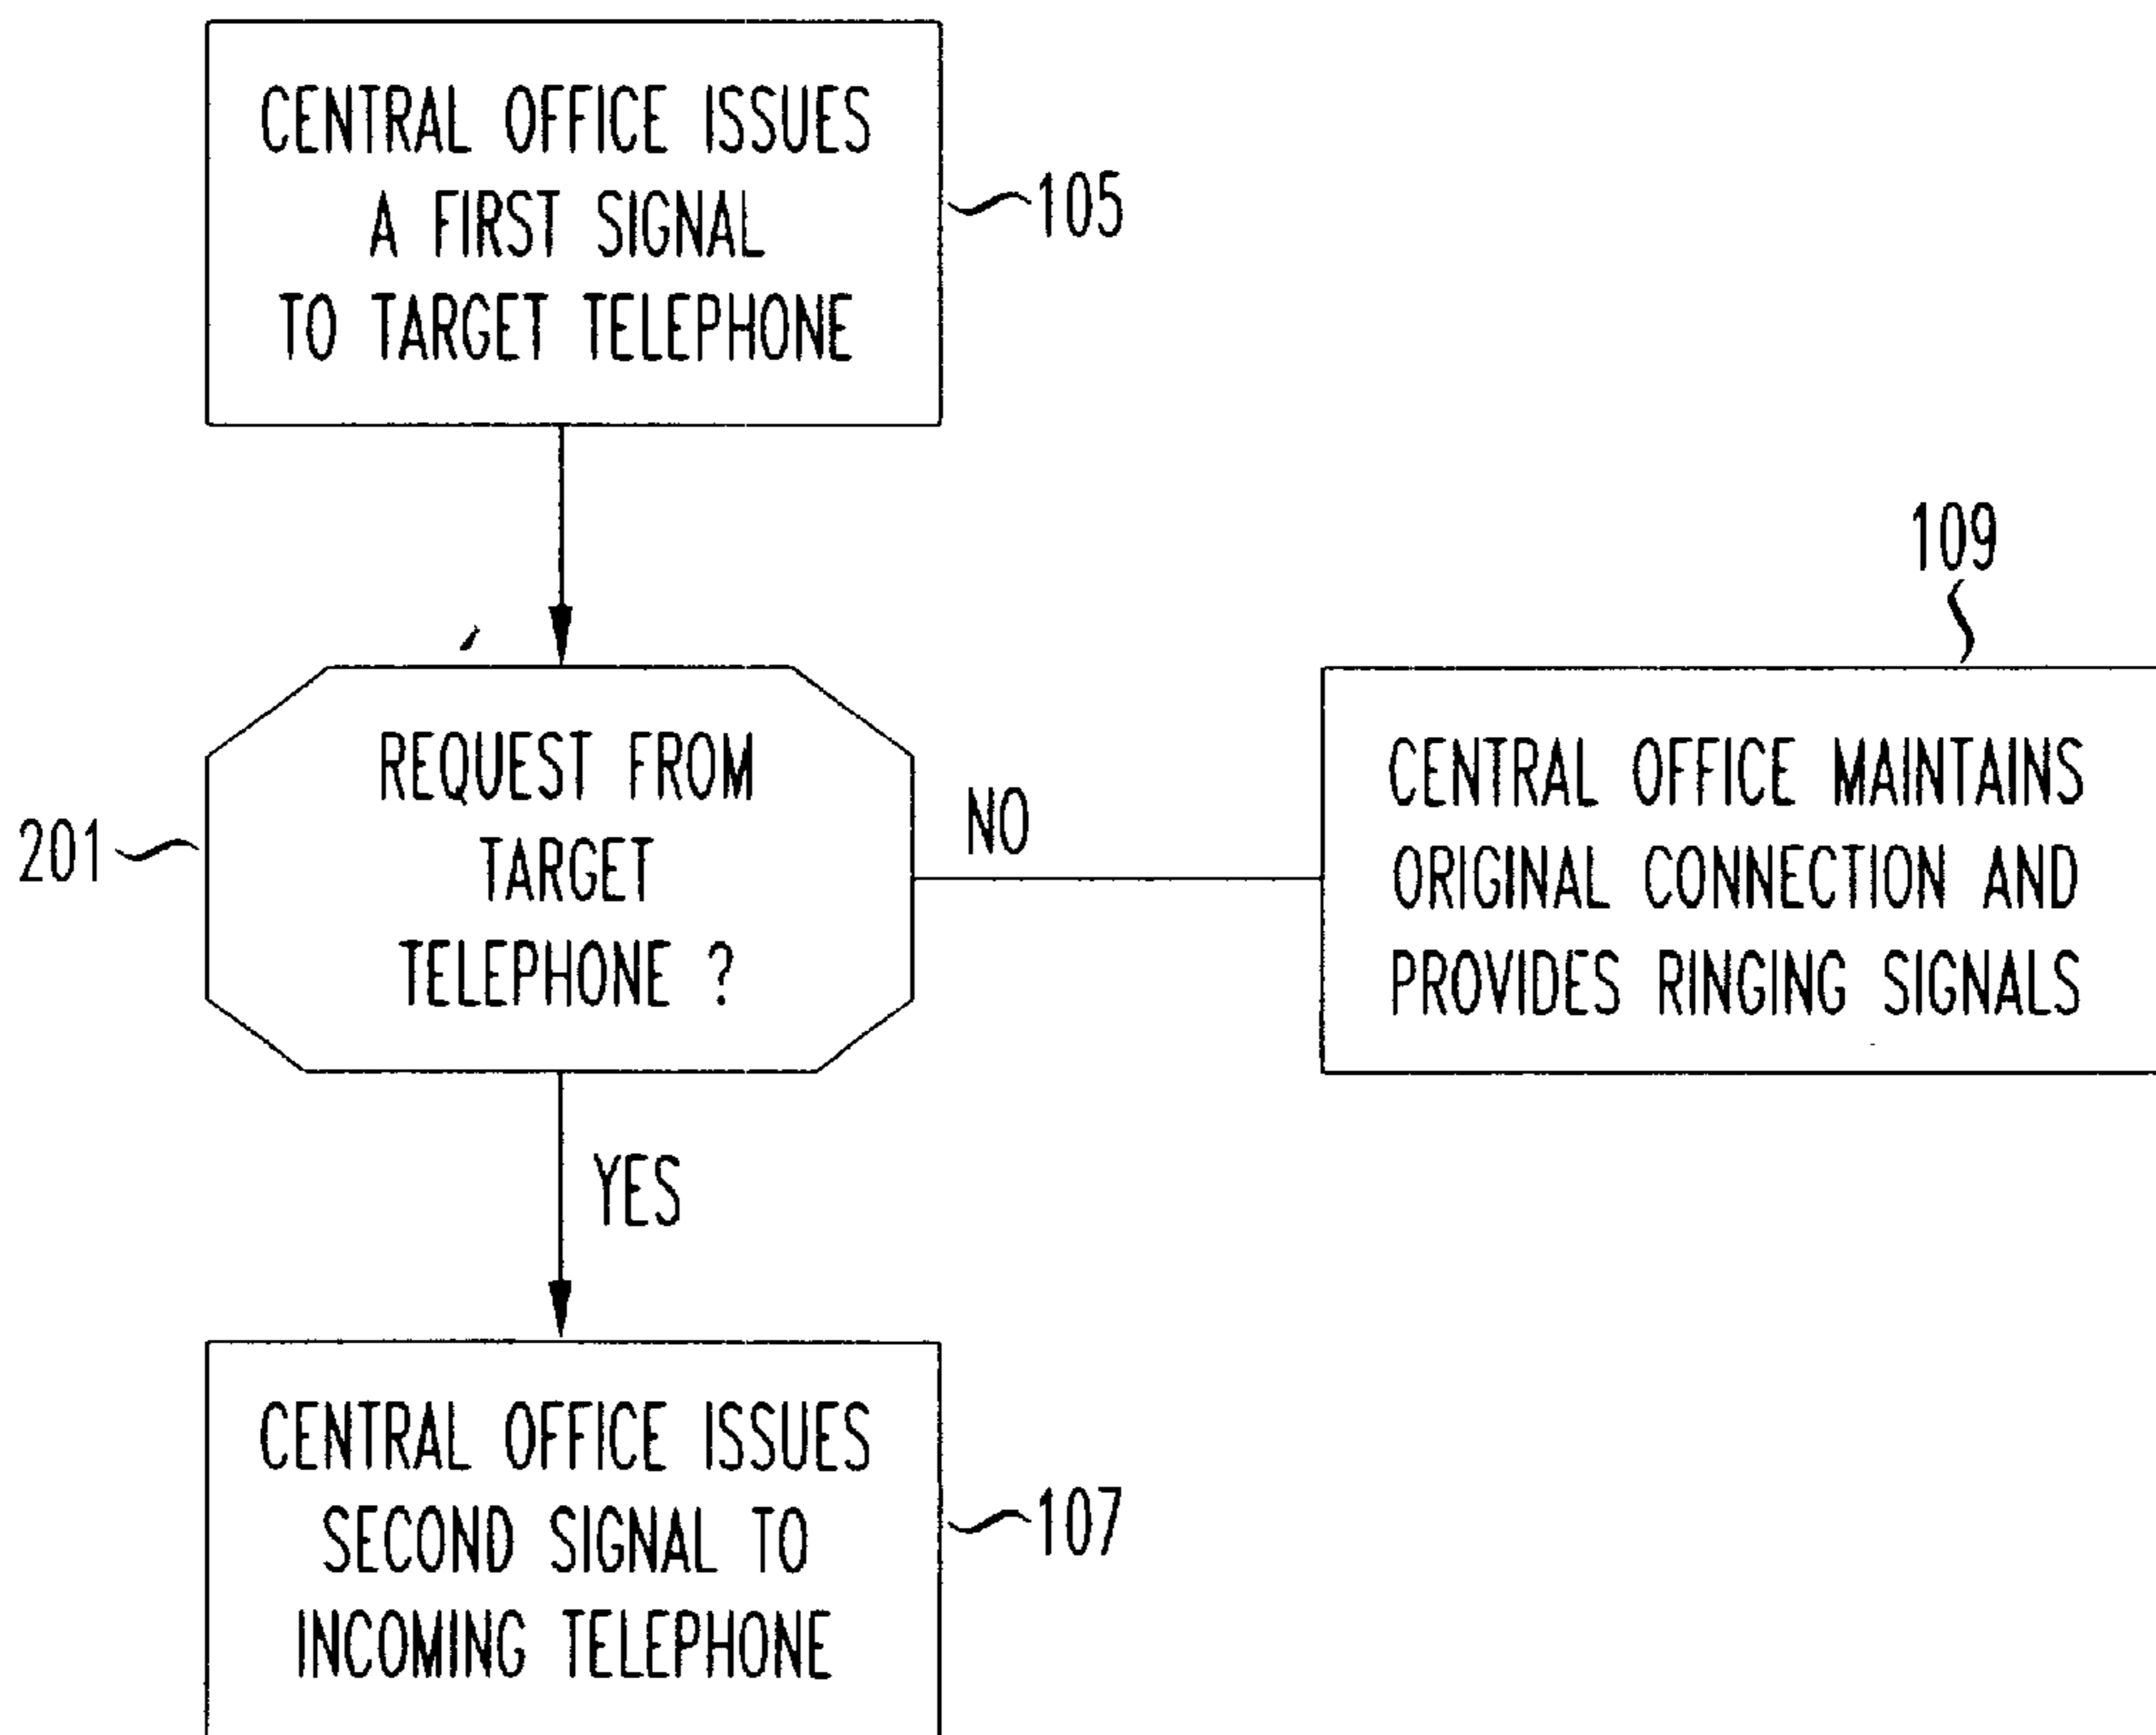 CENTRAL OFFICE ISSUES
A FIRST SIGNAL
TO TARGET TELEPHONE
105
109
REQUEST FROM
TARGET
TELEPHONE ?
201
NO
CENTRAL OFFICE MAINTAINS
ORIGINAL CONNECTION AND
PROVIDES RINGING SIGNALS
YES
CENTRAL OFFICE ISSUES
SECOND SIGNAL TO
INCOMING TELEPHONE
107